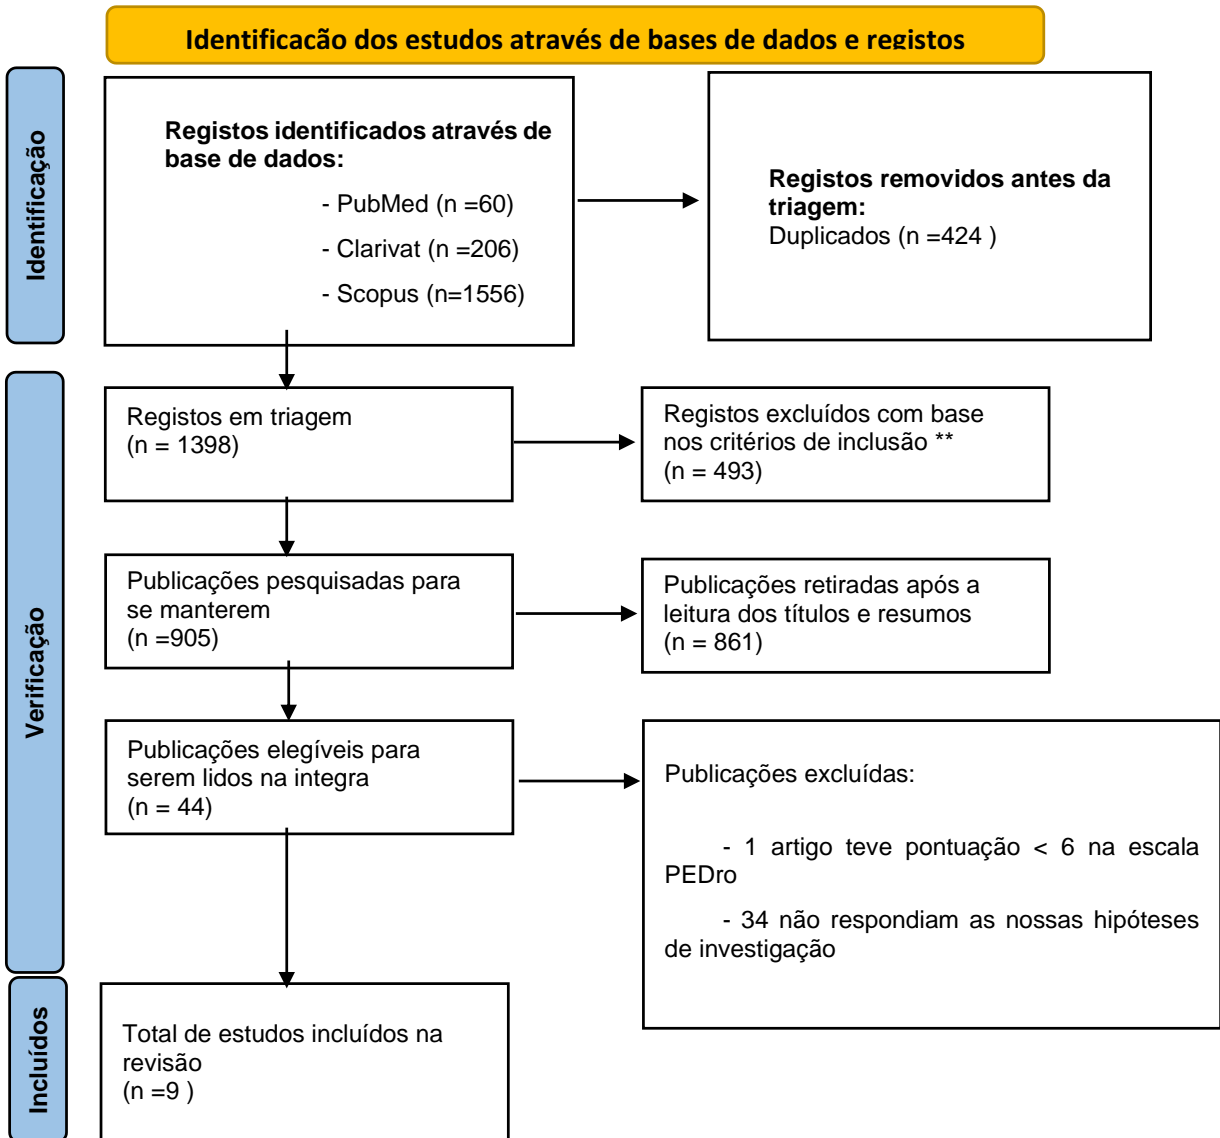 Identificação dos estudos através de bases de dados e registos
Identificação
Registos identificados através de
base de dados:
- PubMed (n =60)
- Clarivat (n =206)
- Scopus (n=1556)
Registos removidos antes da
triagem:
Duplicados (n =424 )
Verificação
Registos em triagem
(n = 1398)
Registos excluídos com base
nos critérios de inclusão **
(n = 493)
Publicações pesquisadas para
se manterem
(n =905)
Publicações retiradas após a
leitura dos títulos e resumos
(n = 861)
Publicações elegíveis para
serem lidos na integra
(n = 44)
Publicações excluídas:
- 1 artigo teve pontuação < 6 na escala
PEDro
- 34 não respondiam as nossas hipóteses
de investigação
Incluídos
Total de estudos incluídos na
revisão
(n =9 )